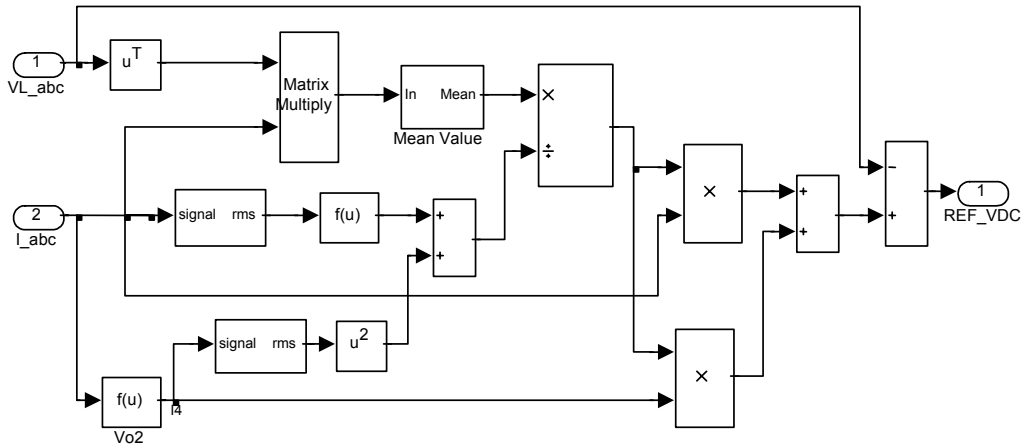 1
VL_abc
u^T
Matrix
Multiply
In Mean
Mean Value
×
÷
2
I_abc
signal rms
f(u)
+
+
×
+
+
−
+
1
REF_VDC
signal rms
u^2
×
f(u)
I4
Vo2